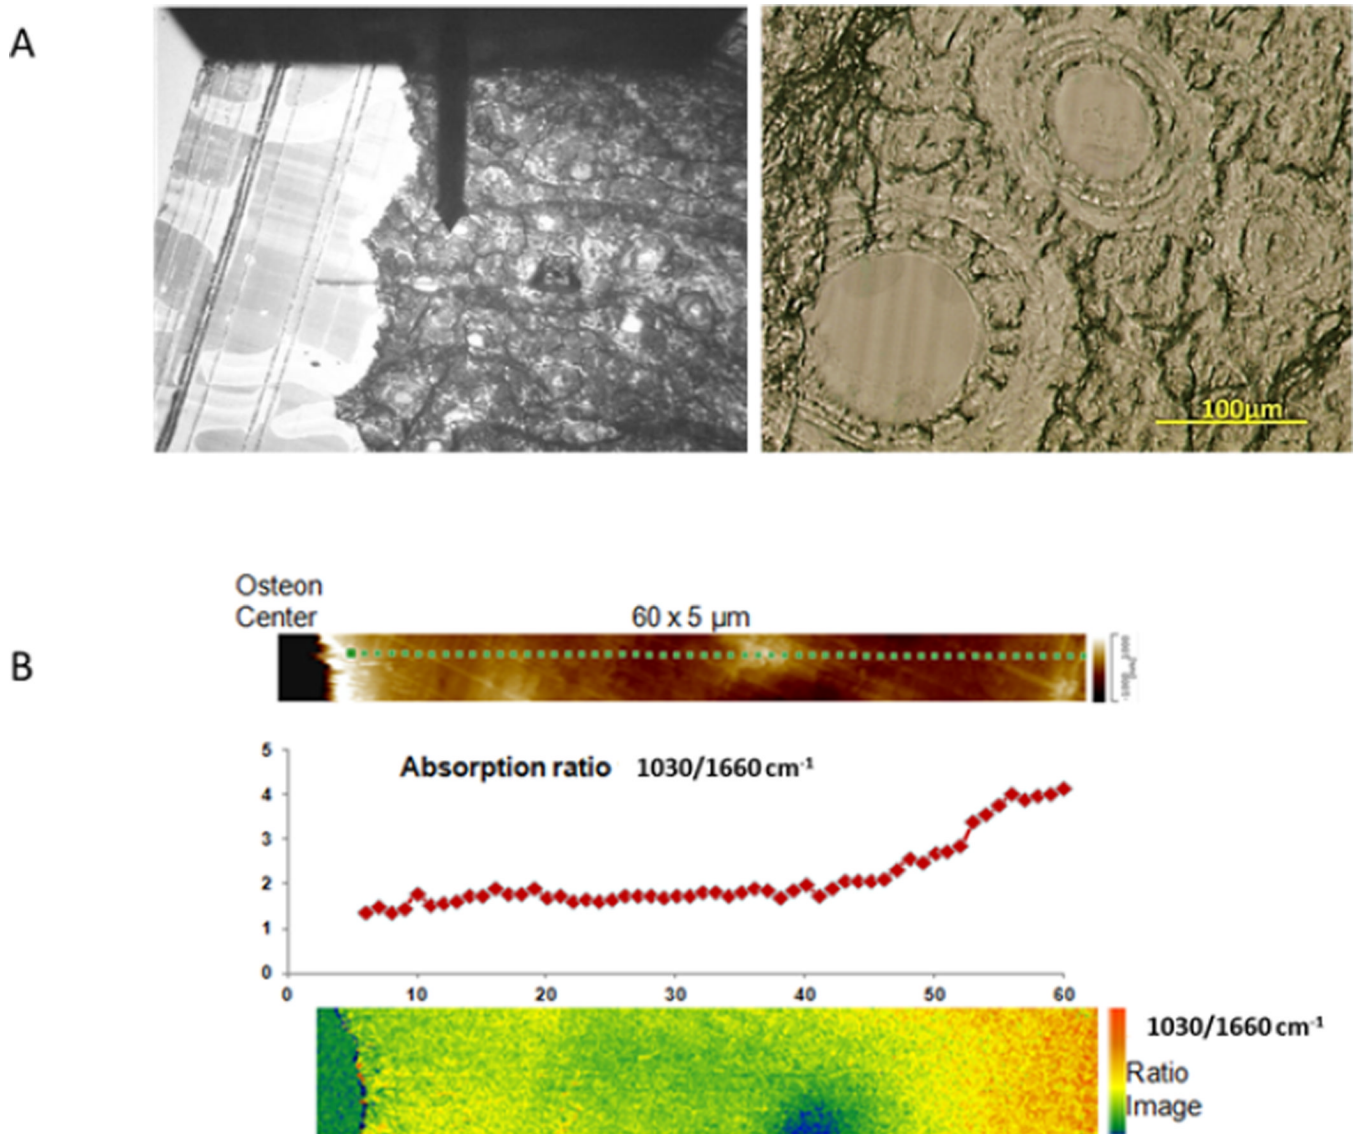 A
100µm
Osteon
Center
60 x 5 µm
B
Absorption ratio 1030/1660 cm-1
5
4
3
2
1
0
0 10 20 30 40 50 60
1030/1660 cm-1
Ratio
Image